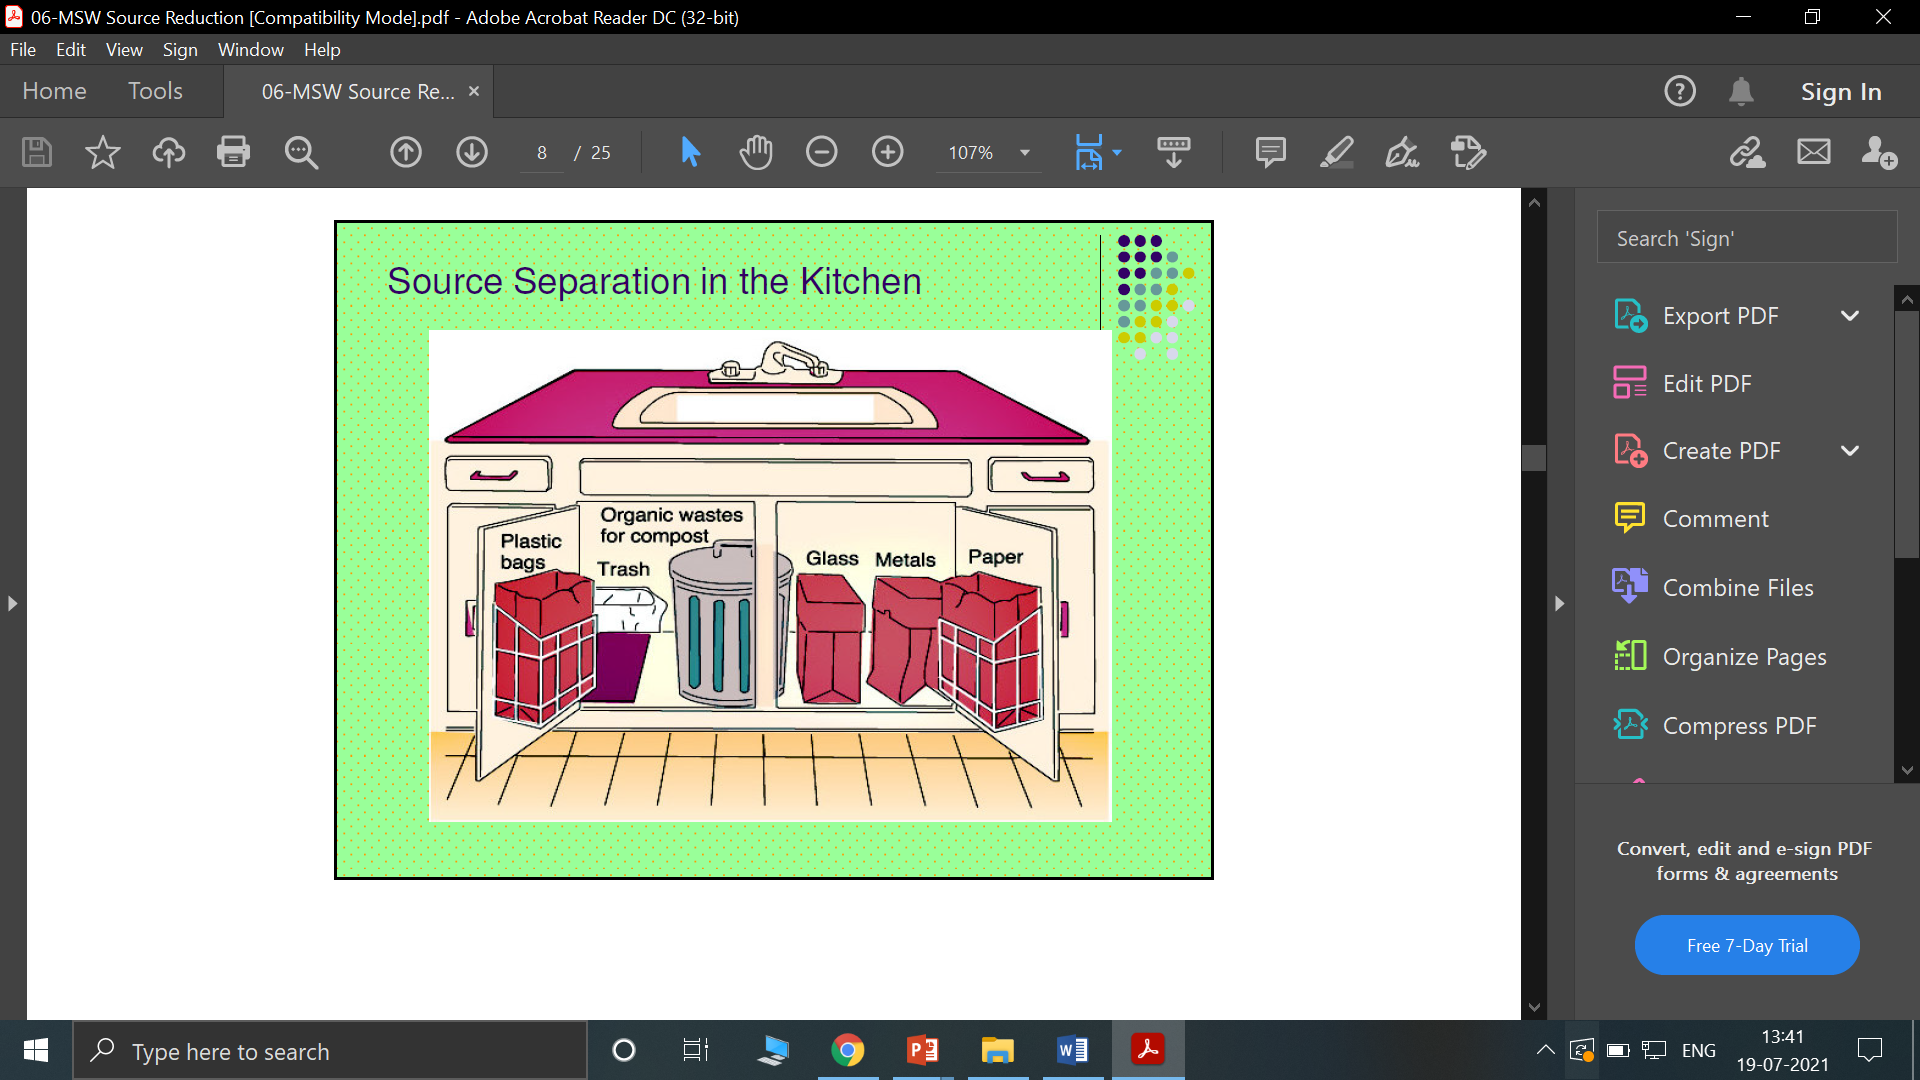 06-MSW Source Reduction [Compatibility Mode].pdf - Adobe Acrobat Reader DC (32-bit)
File Edit View Sign Window Help
Home Tools 06-MSW Source Re... Sign In
8 / 25 107%
Search 'Sign'
Export PDF
Edit PDF
Create PDF
Comment
Combine Files
Organize Pages
Compress PDF
Convert, edit and e-sign PDF
forms & agreements
Free 7-Day Trial
Source Separation in the Kitchen
Plastic
bags
Trash
Organic wastes
for compost
Glass
Metals
Paper
Type here to search
ENG
13:41
19-07-2021